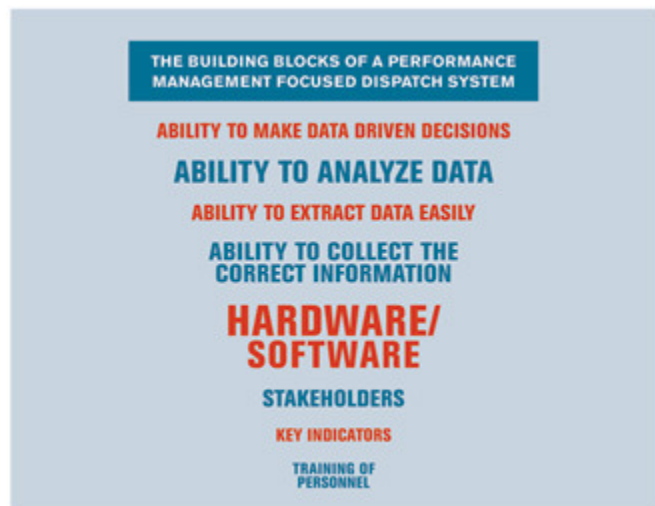 THE BUILDING BLOCKS OF A PERFORMANCE
MANAGEMENT FOCUSED DISPATCH SYSTEM
ABILITY TO MAKE DATA DRIVEN DECISIONS
ABILITY TO ANALYZE DATA
ABILITY TO EXTRACT DATA EASILY
ABILITY TO COLLECT THE
CORRECT INFORMATION
HARDWARE/
SOFTWARE
STAKEHOLDERS
KEY INDICATORS
TRAINING OF
PERSONNEL